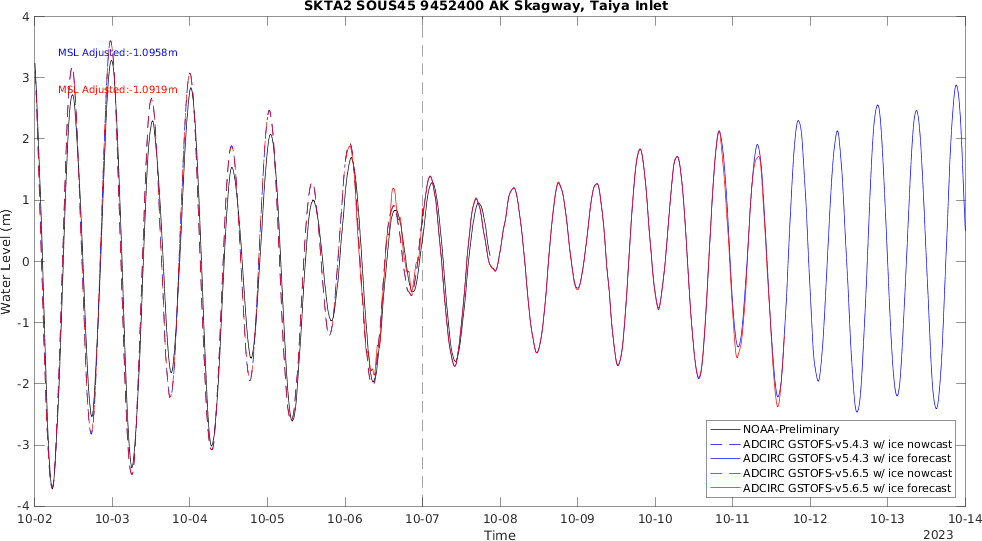 SKTA2 SOUS45 9452400 AK Skagway, Taiya Inlet
Water Level (m)
4
3
2
1
0
-1
-2
-3
-4
MSL Adjusted:-1.0958m
MSL Adjusted:-1.0919m
NOAA-Preliminary
ADCIRC GSTOFS-v5.4.3 w/ ice nowcast
ADCIRC GSTOFS-v5.4.3 w/ ice forecast
ADCIRC GSTOFS-v5.6.5 w/ ice nowcast
ADCIRC GSTOFS-v5.6.5 w/ ice forecast
10-02 10-03 10-04 10-05 10-06 10-07 10-08 10-09 10-10 10-11 10-12 10-13 10-14
Time
2023